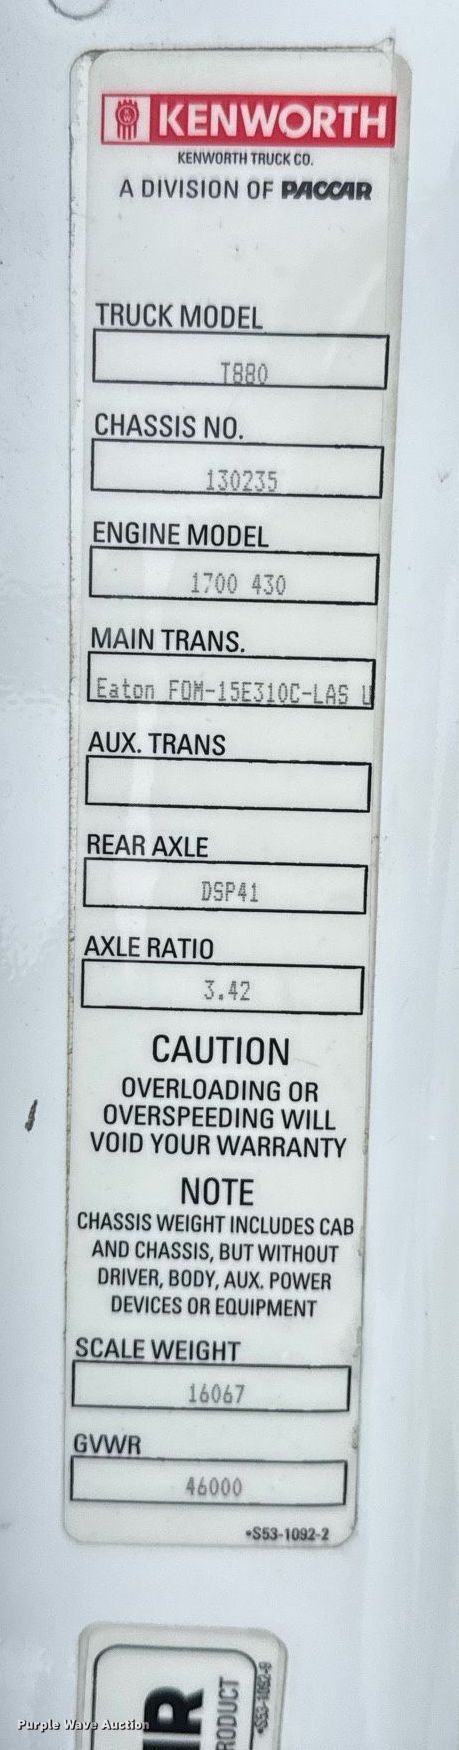 KENWORTH
KENWORTH TRUCK CO.
A DIVISION OF PACCAR
TRUCK MODEL
T880
CHASSIS NO.
130235
ENGINE MODEL
1700 430
MAIN TRANS.
Eaton FOM-15E310C-LAS U
AUX. TRANS
REAR AXLE
DSP41
AXLE RATIO
3.42
CAUTION
OVERLOADING OR
OVERSPEEDING WILL
VOID YOUR WARRANTY
NOTE
CHASSIS WEIGHT INCLUDES CAB
AND CHASSIS, BUT WITHOUT
DRIVER, BODY, AUX. POWER
DEVICES OR EQUIPMENT
SCALE WEIGHT
16067
GVWR
46000
•S53-1092-2
Purple Wave Auction